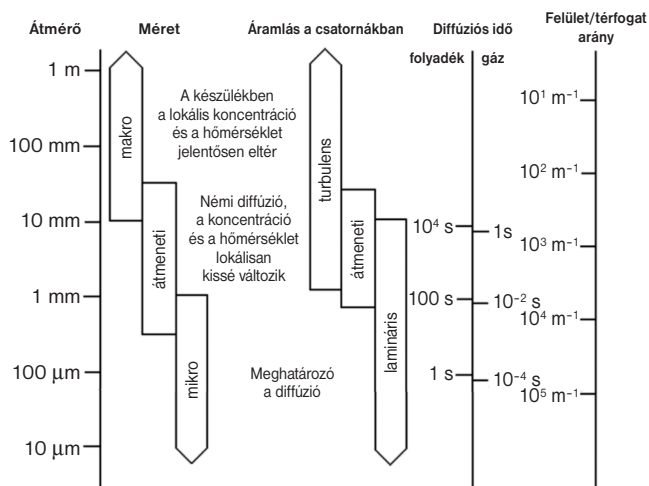 Átmérő
Méret
Áramlás a csatornákban
Diffúziós idő
folyadék
gáz
Felület/térfogat
arány
1 m
100 mm
10 mm
1 mm
100 μm
10 μm
makro
átmeneti
mikro
A készülékben
a lokális koncentráció
és a hőmérséklet
jelentősen eltér
Némi diffúzió,
a koncentráció
és a hőmérséklet
lokálisan
kissé változik
Meghatározó
a diffúzió
turbulens
átmeneti
lamináris
10⁴ s
100 s
1 s
1s
10⁻² s
10⁻⁴ s
10¹ m⁻¹
10² m⁻¹
10³ m⁻¹
10⁴ m⁻¹
10⁵ m⁻¹